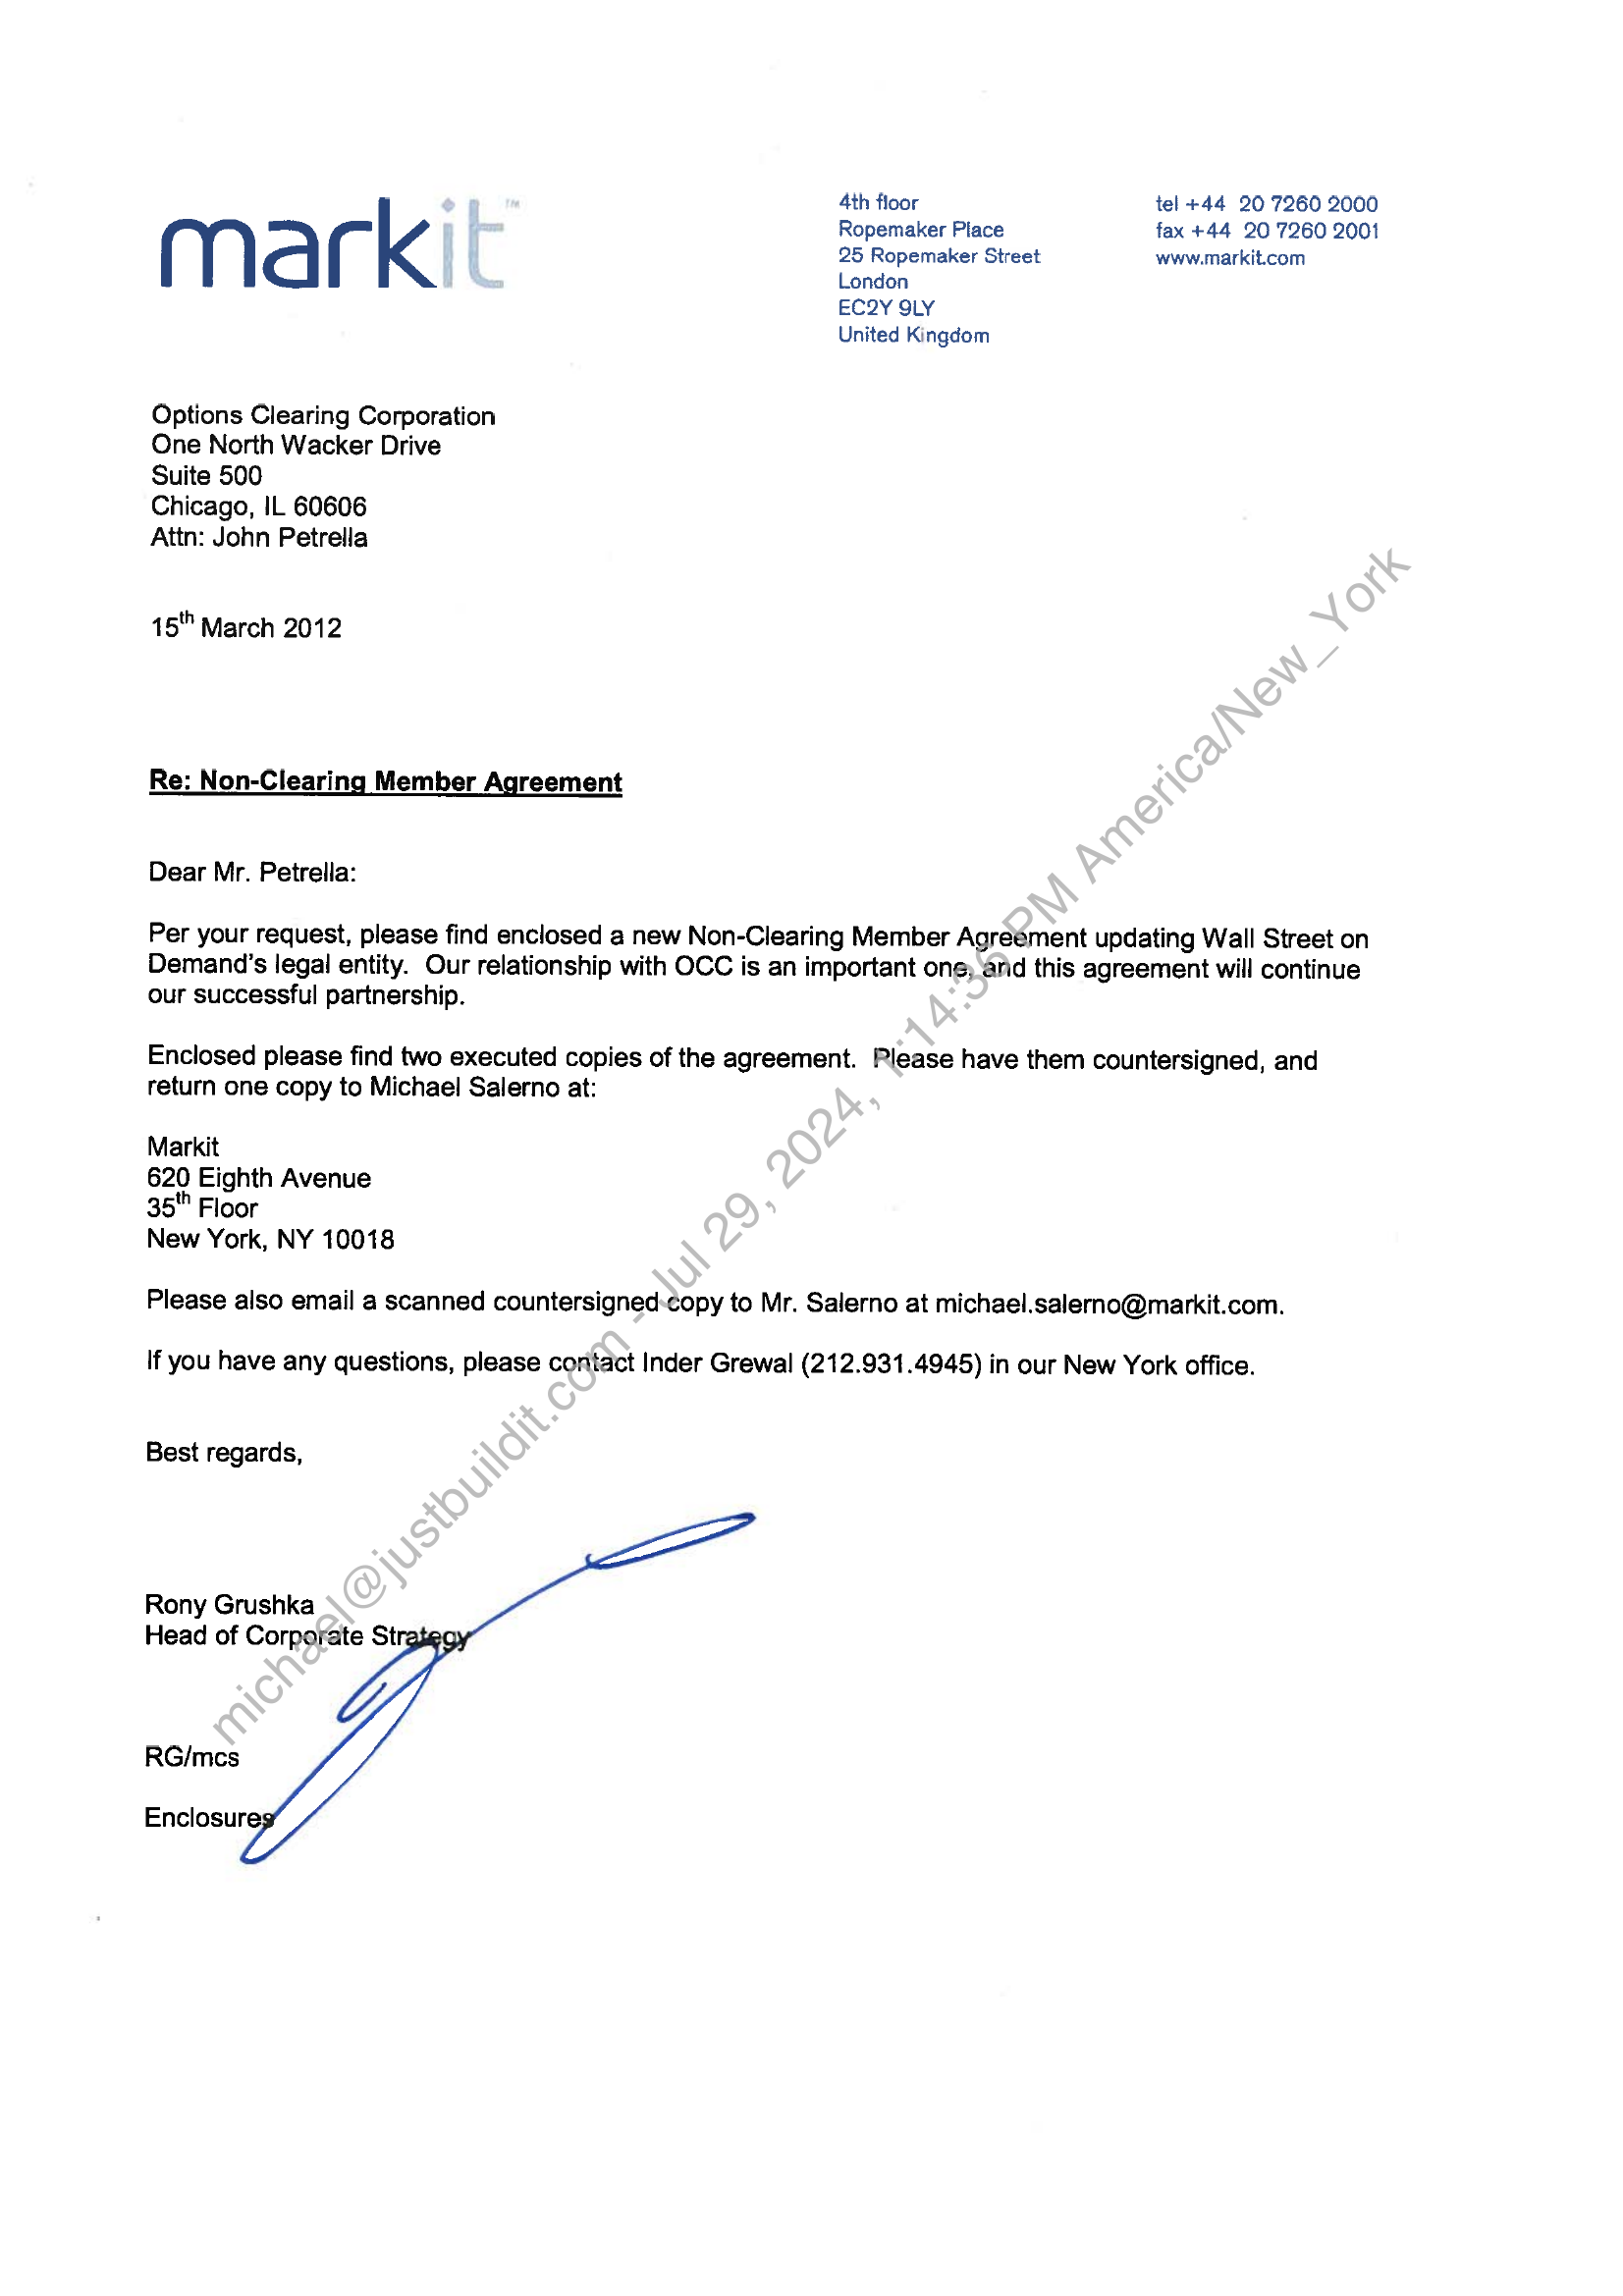 markit™
4th floor
Ropemaker Place
25 Ropemaker Street
London
EC2Y 9LY
United Kingdom
tel +44 20 7260 2000
fax +44 20 7260 2001
www.markit.com
Options Clearing Corporation
One North Wacker Drive
Suite 500
Chicago, IL 60606
Attn: John Petrella
15th March 2012
Re: Non-Clearing Member Agreement
Dear Mr. Petrella:
Per your request, please find enclosed a new Non-Clearing Member Agreement updating Wall Street on
Demand's legal entity. Our relationship with OCC is an important one, and this agreement will continue
our successful partnership.
Enclosed please find two executed copies of the agreement. Please have them countersigned, and
return one copy to Michael Salerno at:
Markit
620 Eighth Avenue
35th Floor
New York, NY 10018
Please also email a scanned countersigned copy to Mr. Salerno at michael.salerno@markit.com.
If you have any questions, please contact Inder Grewal (212.931.4945) in our New York office.
Best regards,
Rony Grushka
Head of Corporate Strategy
RG/mcs
Enclosures
michael@justbuildit.com - Jul 29, 2024, 1:14:36 PM America/New_York